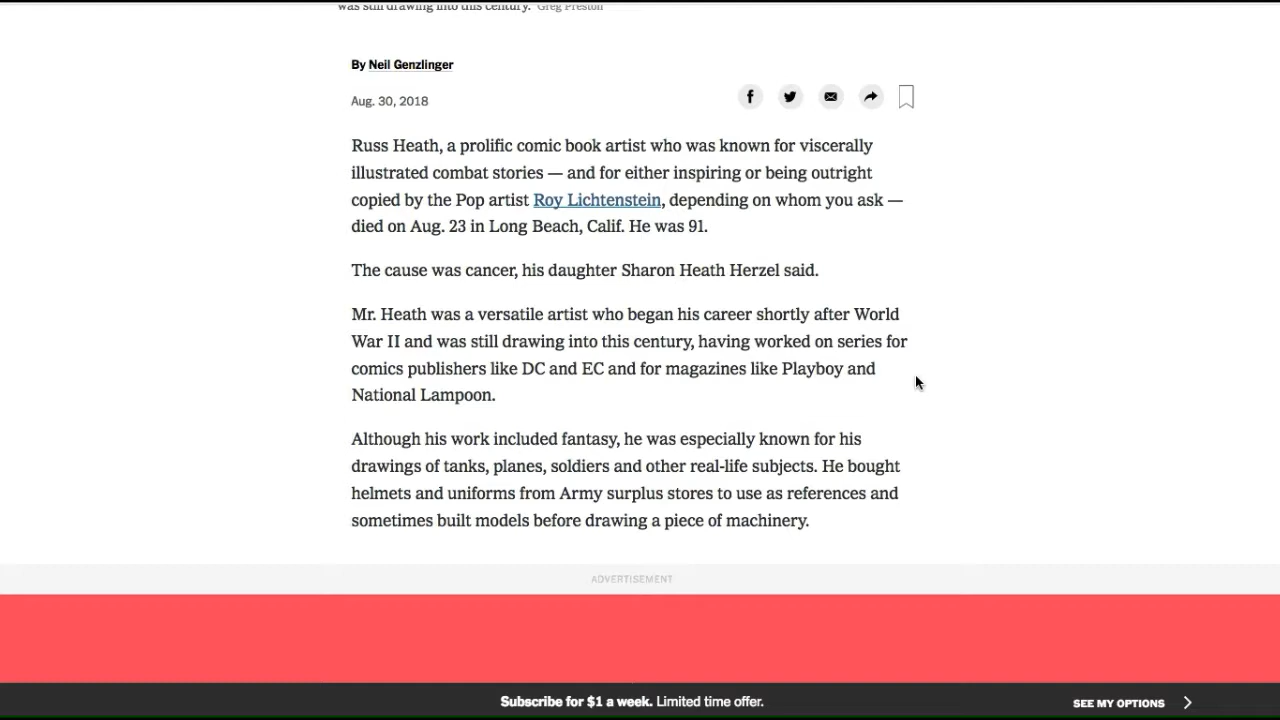 was still drawing into this century. Greg Preston
By Neil Genzlinger
Aug. 30, 2018
Russ Heath, a prolific comic book artist who was known for viscerally
illustrated combat stories — and for either inspiring or being outright
copied by the Pop artist Roy Lichtenstein, depending on whom you ask —
died on Aug. 23 in Long Beach, Calif. He was 91.
The cause was cancer, his daughter Sharon Heath Herzel said.
Mr. Heath was a versatile artist who began his career shortly after World
War II and was still drawing into this century, having worked on series for
comics publishers like DC and EC and for magazines like Playboy and
National Lampoon.
Although his work included fantasy, he was especially known for his
drawings of tanks, planes, soldiers and other real-life subjects. He bought
helmets and uniforms from Army surplus stores to use as references and
sometimes built models before drawing a piece of machinery.
ADVERTISEMENT
Subscribe for $1 a week. Limited time offer.
SEE MY OPTIONS